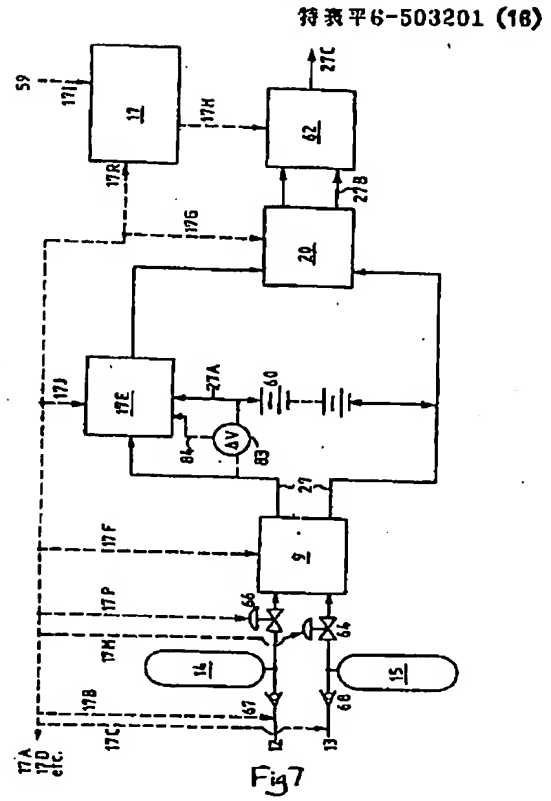 特表平6-503201 (16)
59
17I
17
17R
17H
27C
62
27B
17G
20
17J
17E
27A
60
84
ΔV
83
27
17F
9
17P
66
17M
64
14
15
67
68
17B
17C
12
13
17A
17D
etc.
Fig7